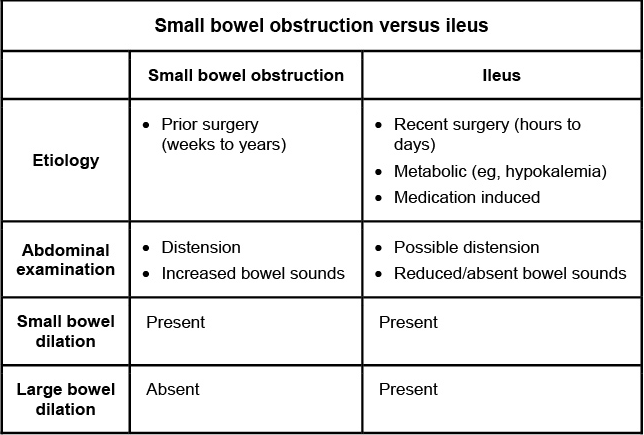 Small bowel obstruction versus ileus
Small bowel obstruction
Ileus
Etiology
• Prior surgery
(weeks to years)
• Recent surgery (hours to
days)
• Metabolic (eg, hypokalemia)
• Medication induced
Abdominal
examination
• Distension
• Increased bowel sounds
• Possible distension
• Reduced/absent bowel sounds
Small bowel
dilation
Present
Present
Large bowel
dilation
Absent
Present